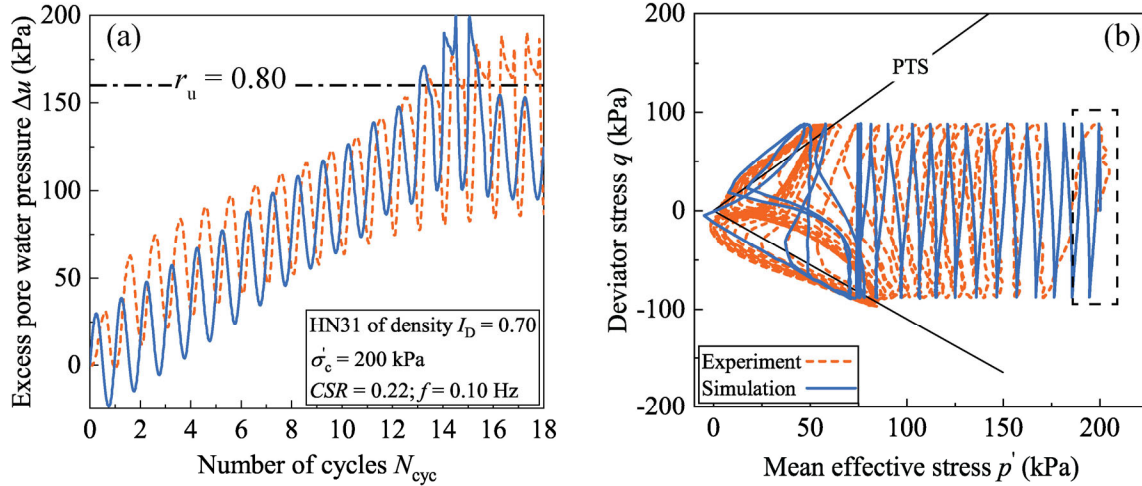 (a)
200
150
100
50
0
Excess pore water pressure Δu (kPa)
r_u = 0.80
HN31 of density I_D = 0.70
σ'_c = 200 kPa
CSR = 0.22; f = 0.10 Hz
0 2 4 6 8 10 12 14 16 18
Number of cycles N_cyc
(b)
200
100
0
-100
-200
Deviator stress q (kPa)
PTS
Experiment
Simulation
0 50 100 150 200
Mean effective stress p' (kPa)